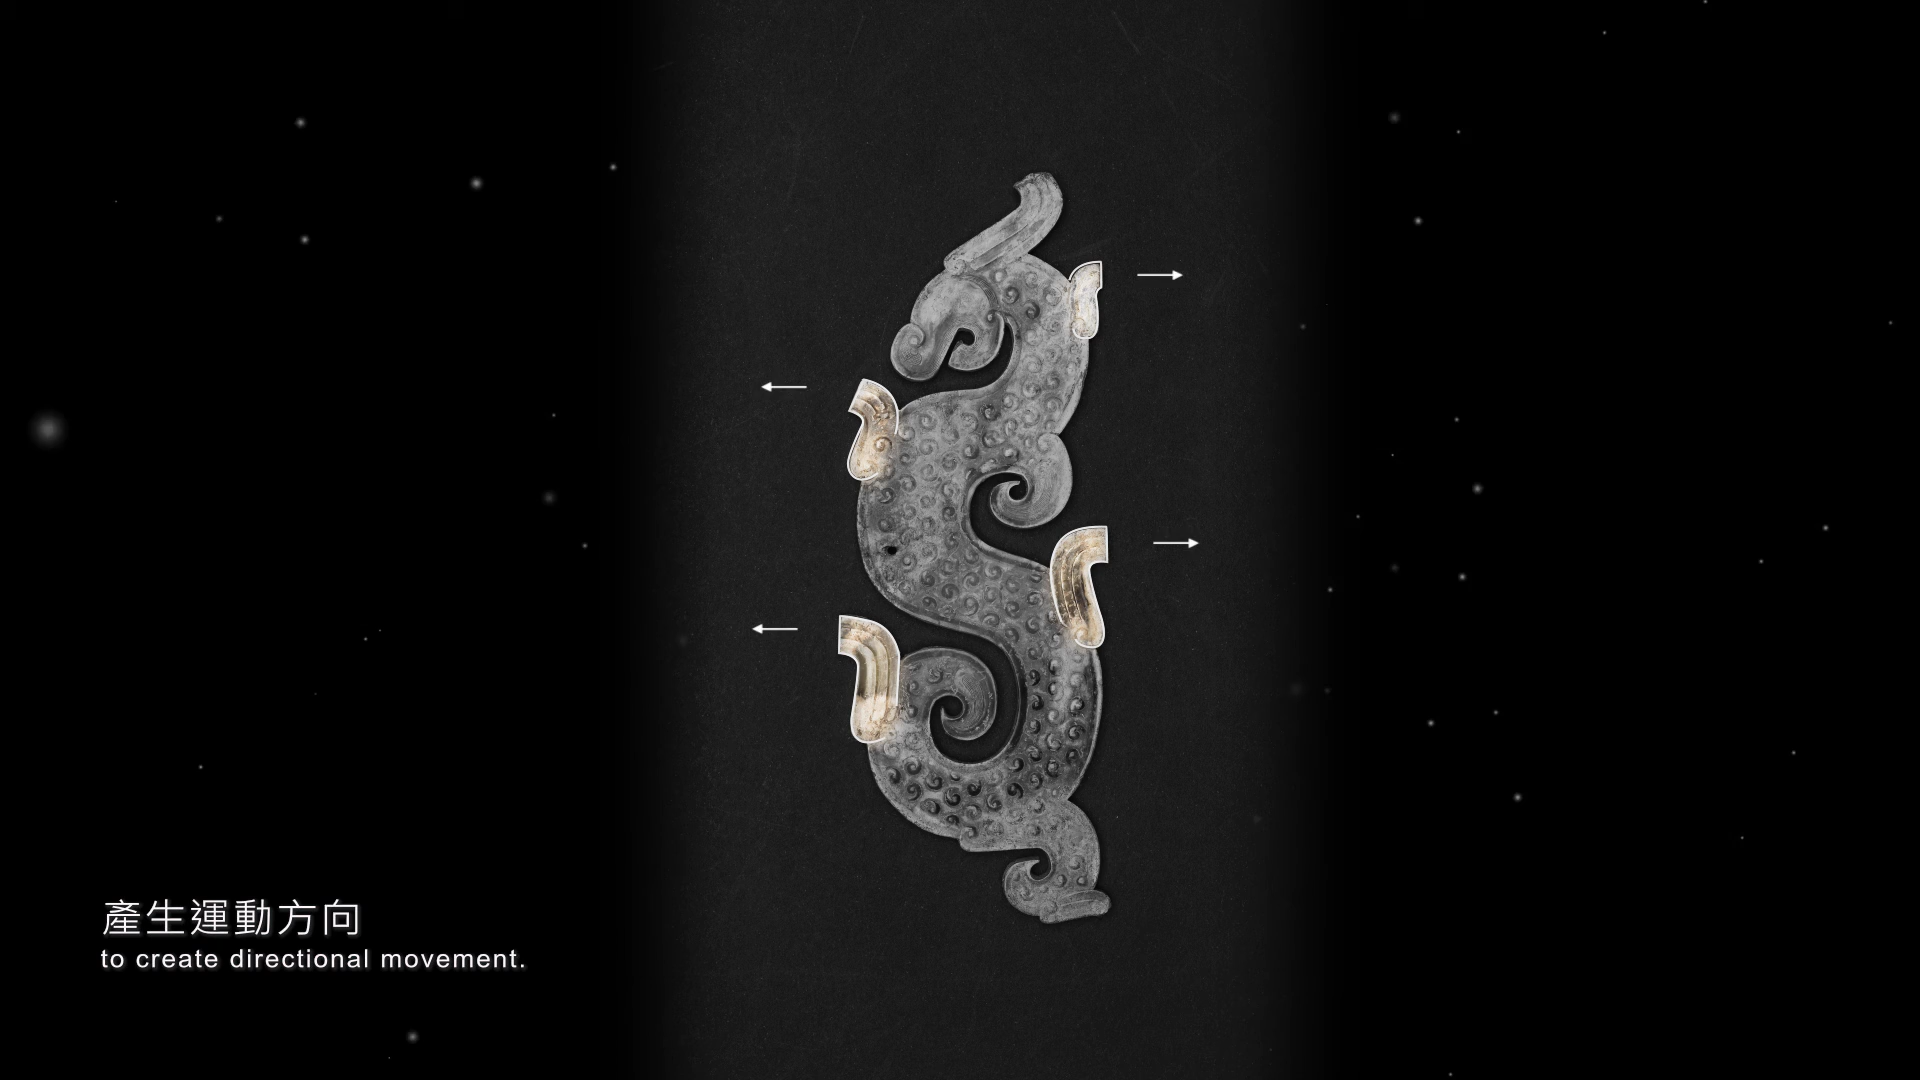 產生運動方向
to create directional movement.